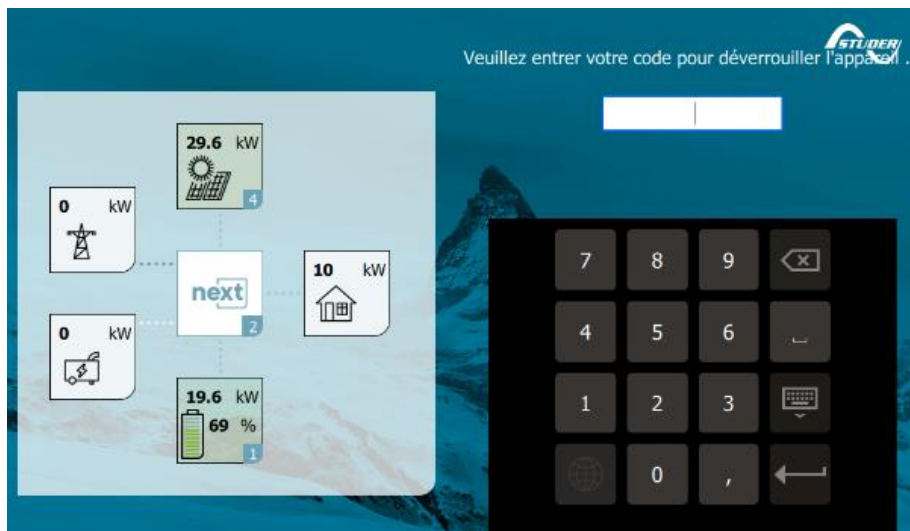 STUDER
Veuillez entrer votre code pour déverrouiller l'appareil .
29.6 kW
4
0 kW
next
2
10 kW
0 kW
19.6 kW
69 %
1
7 8 9
4 5 6
1 2 3
0 ,